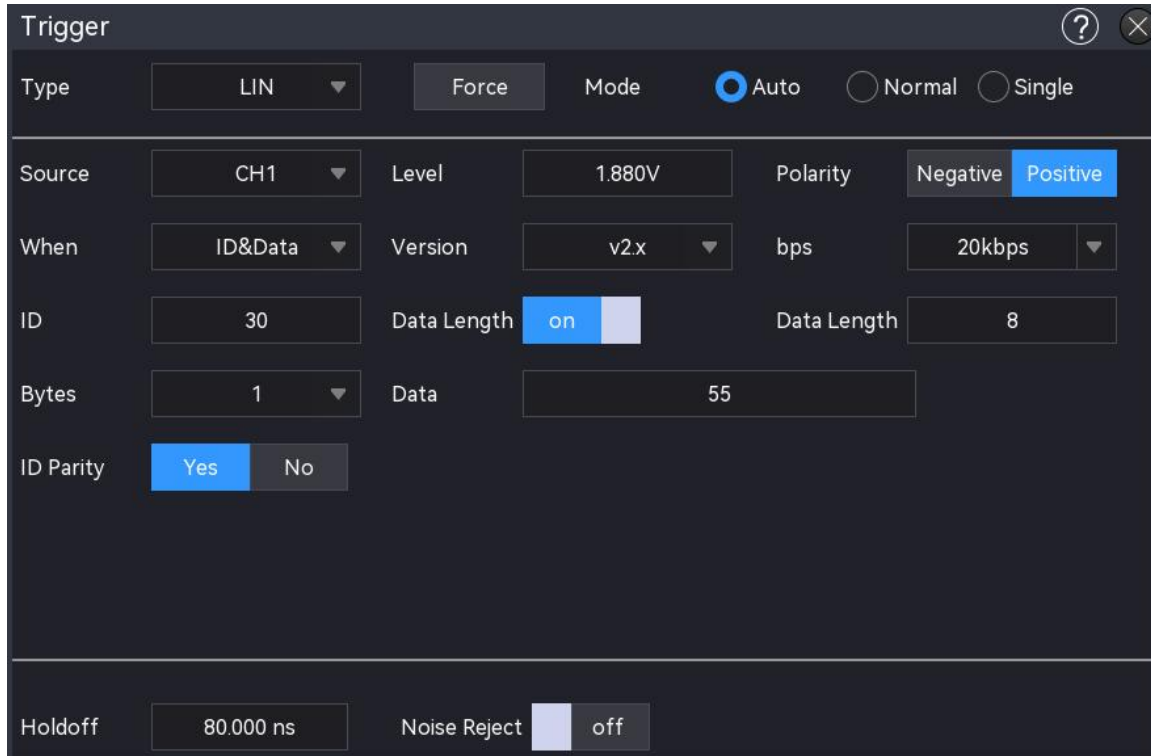 Trigger
Type LIN Force Mode Auto Normal Single
Source CH1 Level 1.880V Polarity Negative Positive
When ID&Data Version v2.x bps 20kbps
ID 30 Data Length on Data Length 8
Bytes 1 Data 55
ID Parity Yes No
Holdoff 80.000 ns Noise Reject off